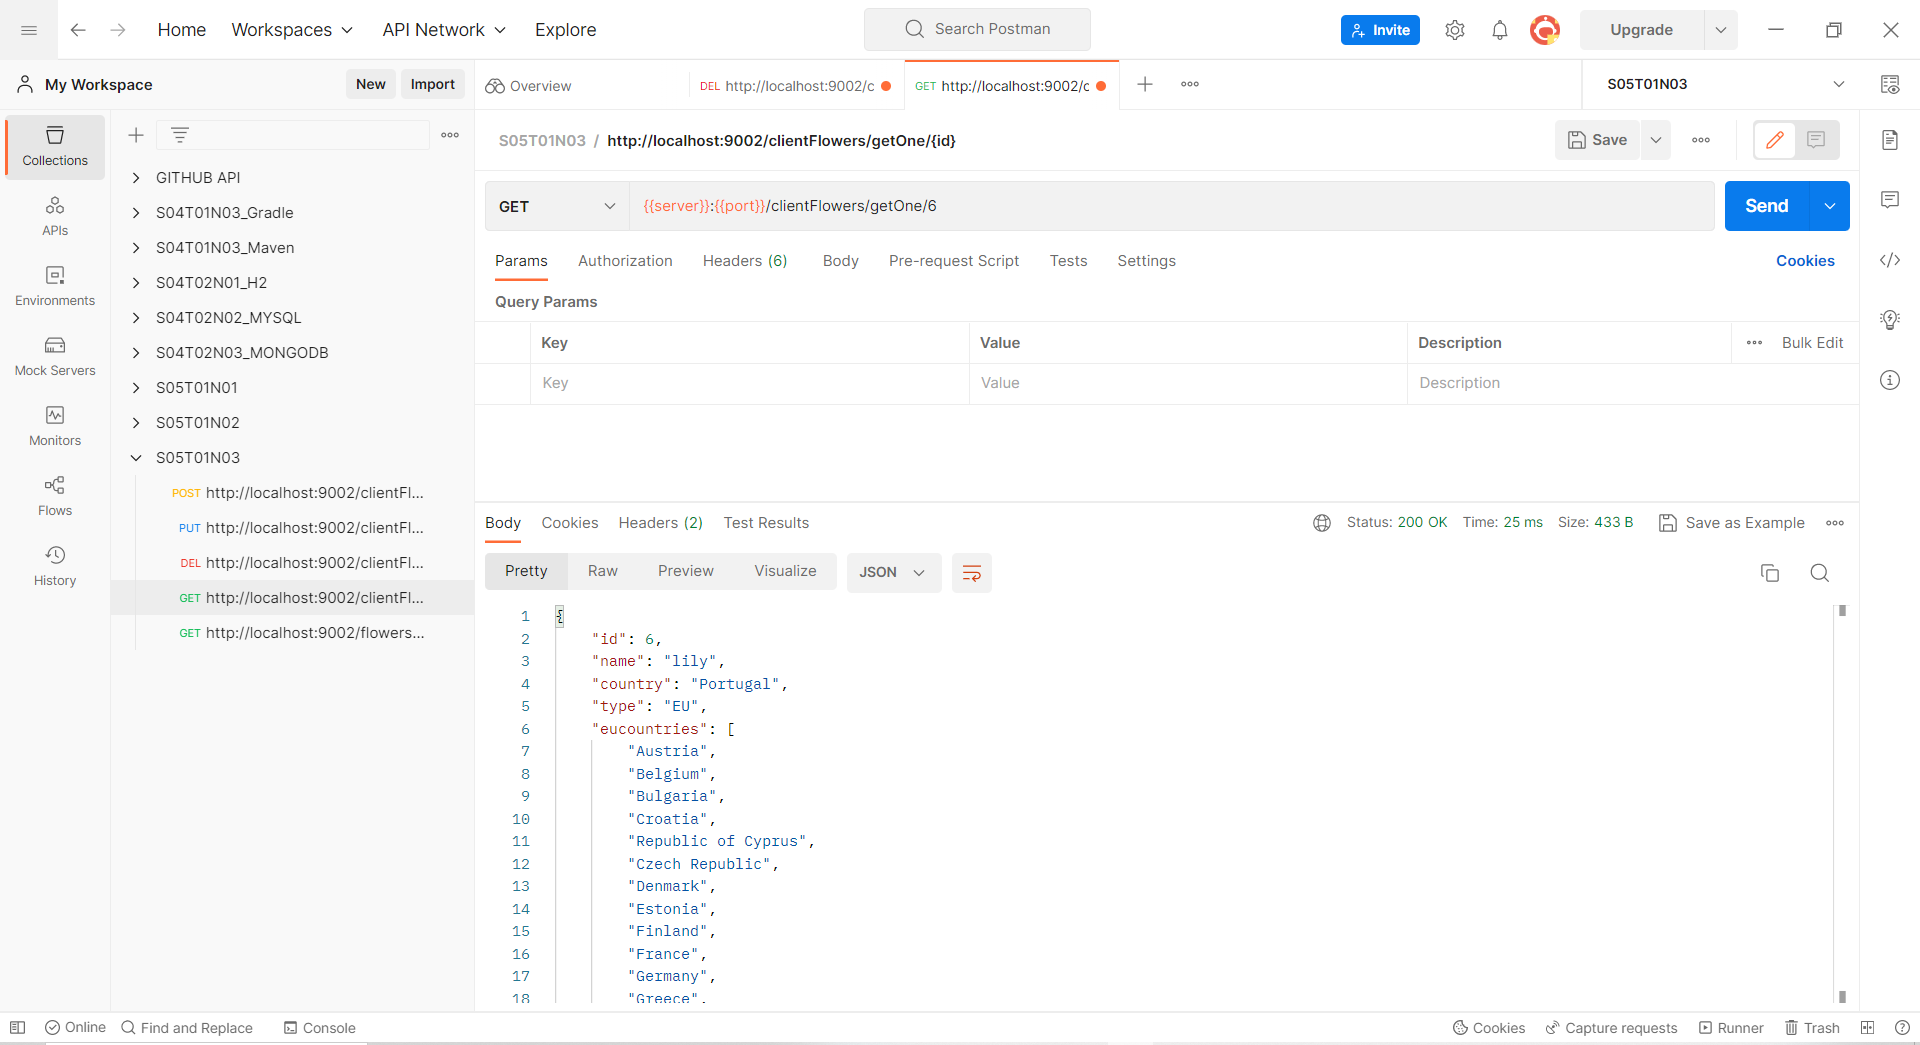 Home Workspaces API Network Explore Search Postman Invite Upgrade
My Workspace New Import
Overview DEL http://localhost:9002/c GET http://localhost:9002/c S05T01N03
Collections
APIs
Environments
Mock Servers
Monitors
Flows
History
GITHUB API
S04T01N03_Gradle
S04T01N03_Maven
S04T02N01_H2
S04T02N02_MYSQL
S04T02N03_MONGODB
S05T01N01
S05T01N02
S05T01N03
POST http://localhost:9002/clientFl...
PUT http://localhost:9002/clientFl...
DEL http://localhost:9002/clientFl...
GET http://localhost:9002/clientFl...
GET http://localhost:9002/flowers...
S05T01N03 / http://localhost:9002/clientFlowers/getOne/{id} Save
GET {{server}}:{{port}}/clientFlowers/getOne/6 Send
Params Authorization Headers (6) Body Pre-request Script Tests Settings Cookies
Query Params
Key Value Description Bulk Edit
Key Value Description
Body Cookies Headers (2) Test Results Status: 200 OK Time: 25 ms Size: 433 B Save as Example
Pretty Raw Preview Visualize JSON
1 {
2 "id": 6,
3 "name": "lily",
4 "country": "Portugal",
5 "type": "EU",
6 "eucountries": [
7 "Austria",
8 "Belgium",
9 "Bulgaria",
10 "Croatia",
11 "Republic of Cyprus",
12 "Czech Republic",
13 "Denmark",
14 "Estonia",
15 "Finland",
16 "France",
17 "Germany",
18 "Greece",
Online Find and Replace Console Cookies Capture requests Runner Trash